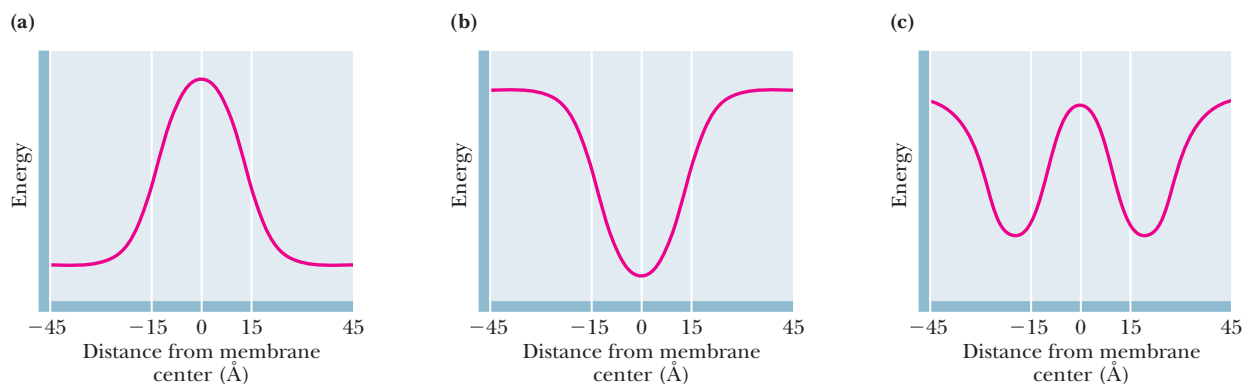 (a)
Energy
−45 −15 0 15 45
Distance from membrane
center (Å)
(b)
Energy
−45 −15 0 15 45
Distance from membrane
center (Å)
(c)
Energy
−45 −15 0 15 45
Distance from membrane
center (Å)